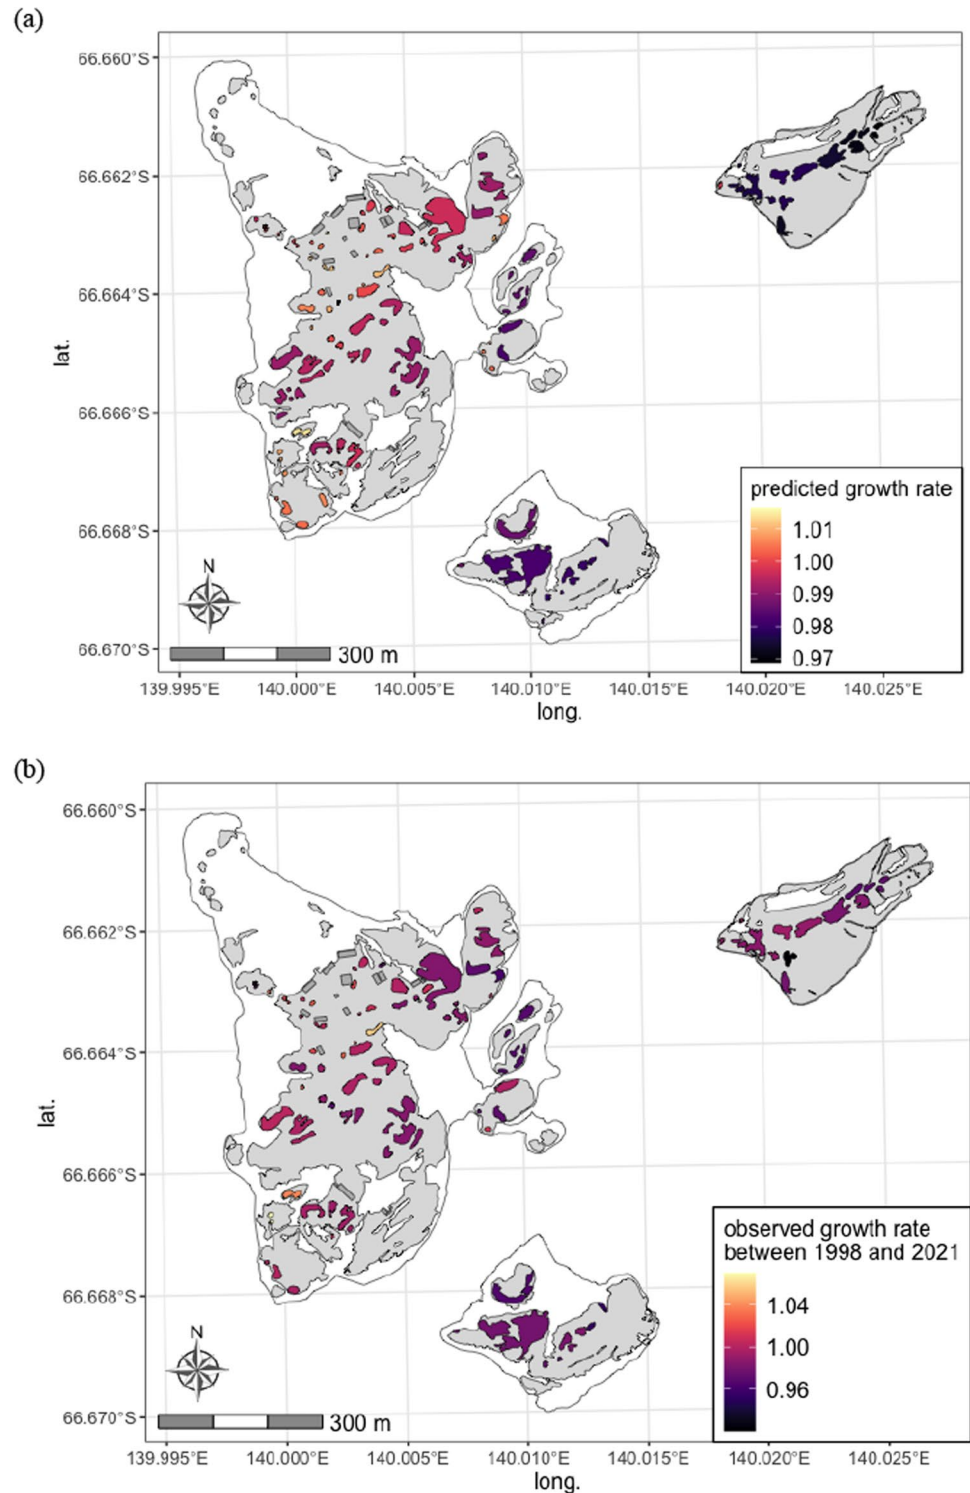 (a)
66.660°S
66.662°S
66.664°S
66.666°S
66.668°S
66.670°S
lat.
predicted growth rate
1.01
1.00
0.99
0.98
0.97
N
300 m
139.995°E 140.000°E 140.005°E 140.010°E 140.015°E 140.020°E 140.025°E
long.
(b)
66.660°S
66.662°S
66.664°S
66.666°S
66.668°S
66.670°S
lat.
observed growth rate
between 1998 and 2021
1.04
1.00
0.96
N
300 m
139.995°E 140.000°E 140.005°E 140.010°E 140.015°E 140.020°E 140.025°E
long.